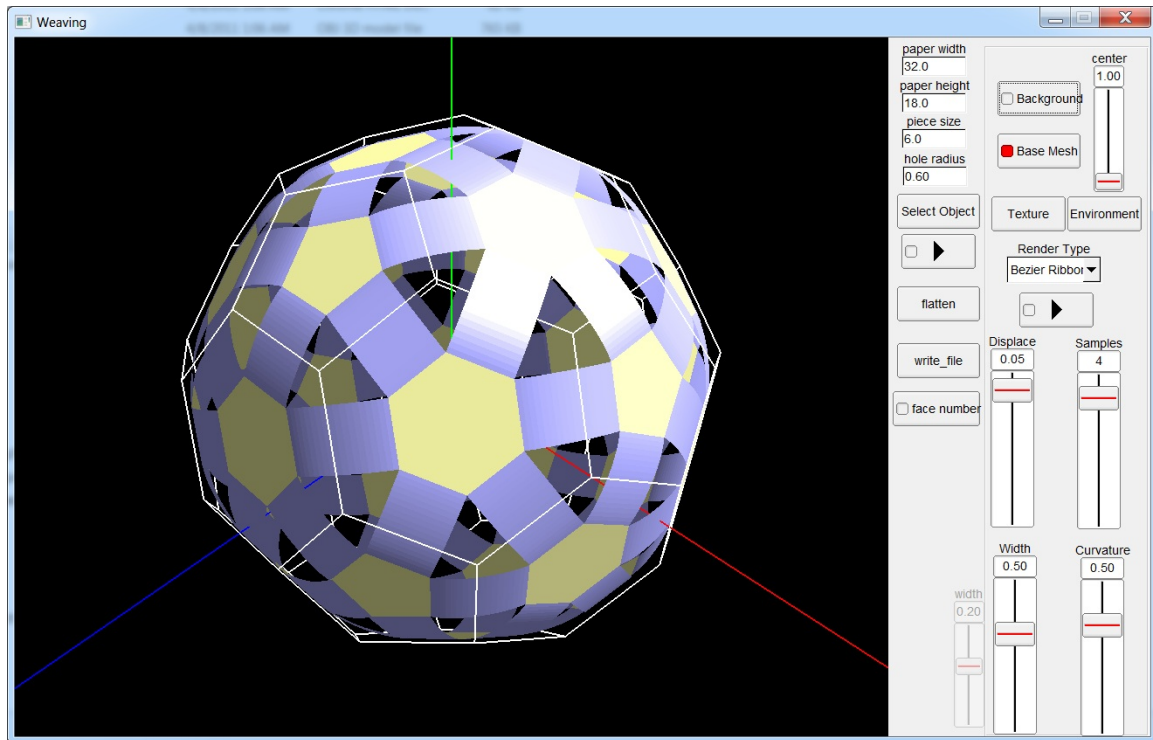 Weaving
paper width
32.0
paper height
18.0
piece size
6.0
hole radius
0.60
Select Object
flatten
write_file
face number
center
1.00
Background
Base Mesh
Texture
Environment
Render Type
Bezier Ribbor
Displace
0.05
Samples
4
Width
0.50
Curvature
0.50
width
0.20